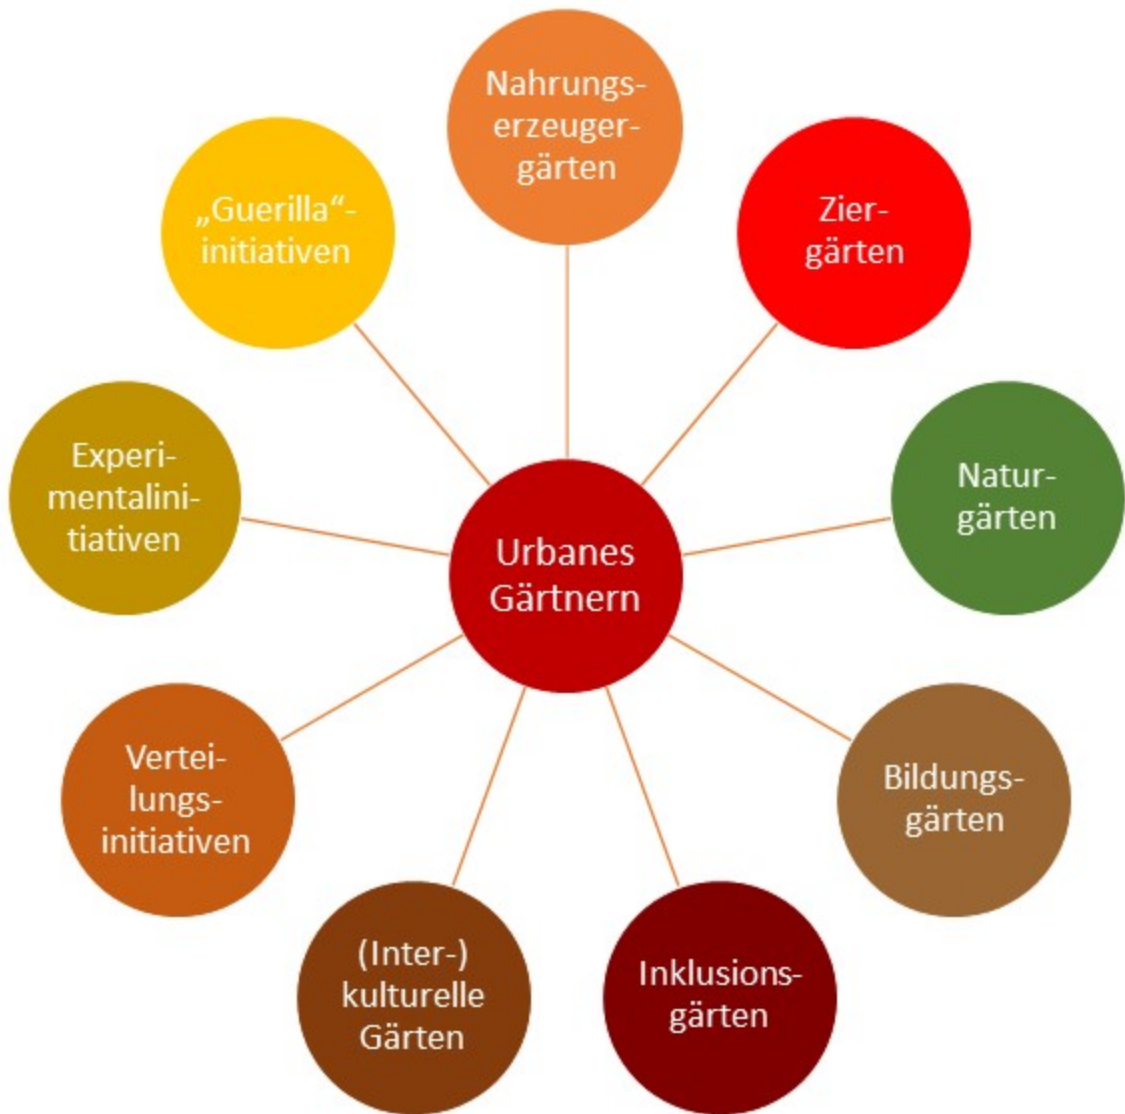 Nahrungs-
erzeuger-
gärten
Zier-
gärten
Natur-
gärten
Bildungs-
gärten
Inklusions-
gärten
(Inter-)
kulturelle
Gärten
Vertei-
lungs-
initiativen
Experi-
mentalini-
tiativen
„Guerilla“-
initiativen
Urbanes
Gärtnern